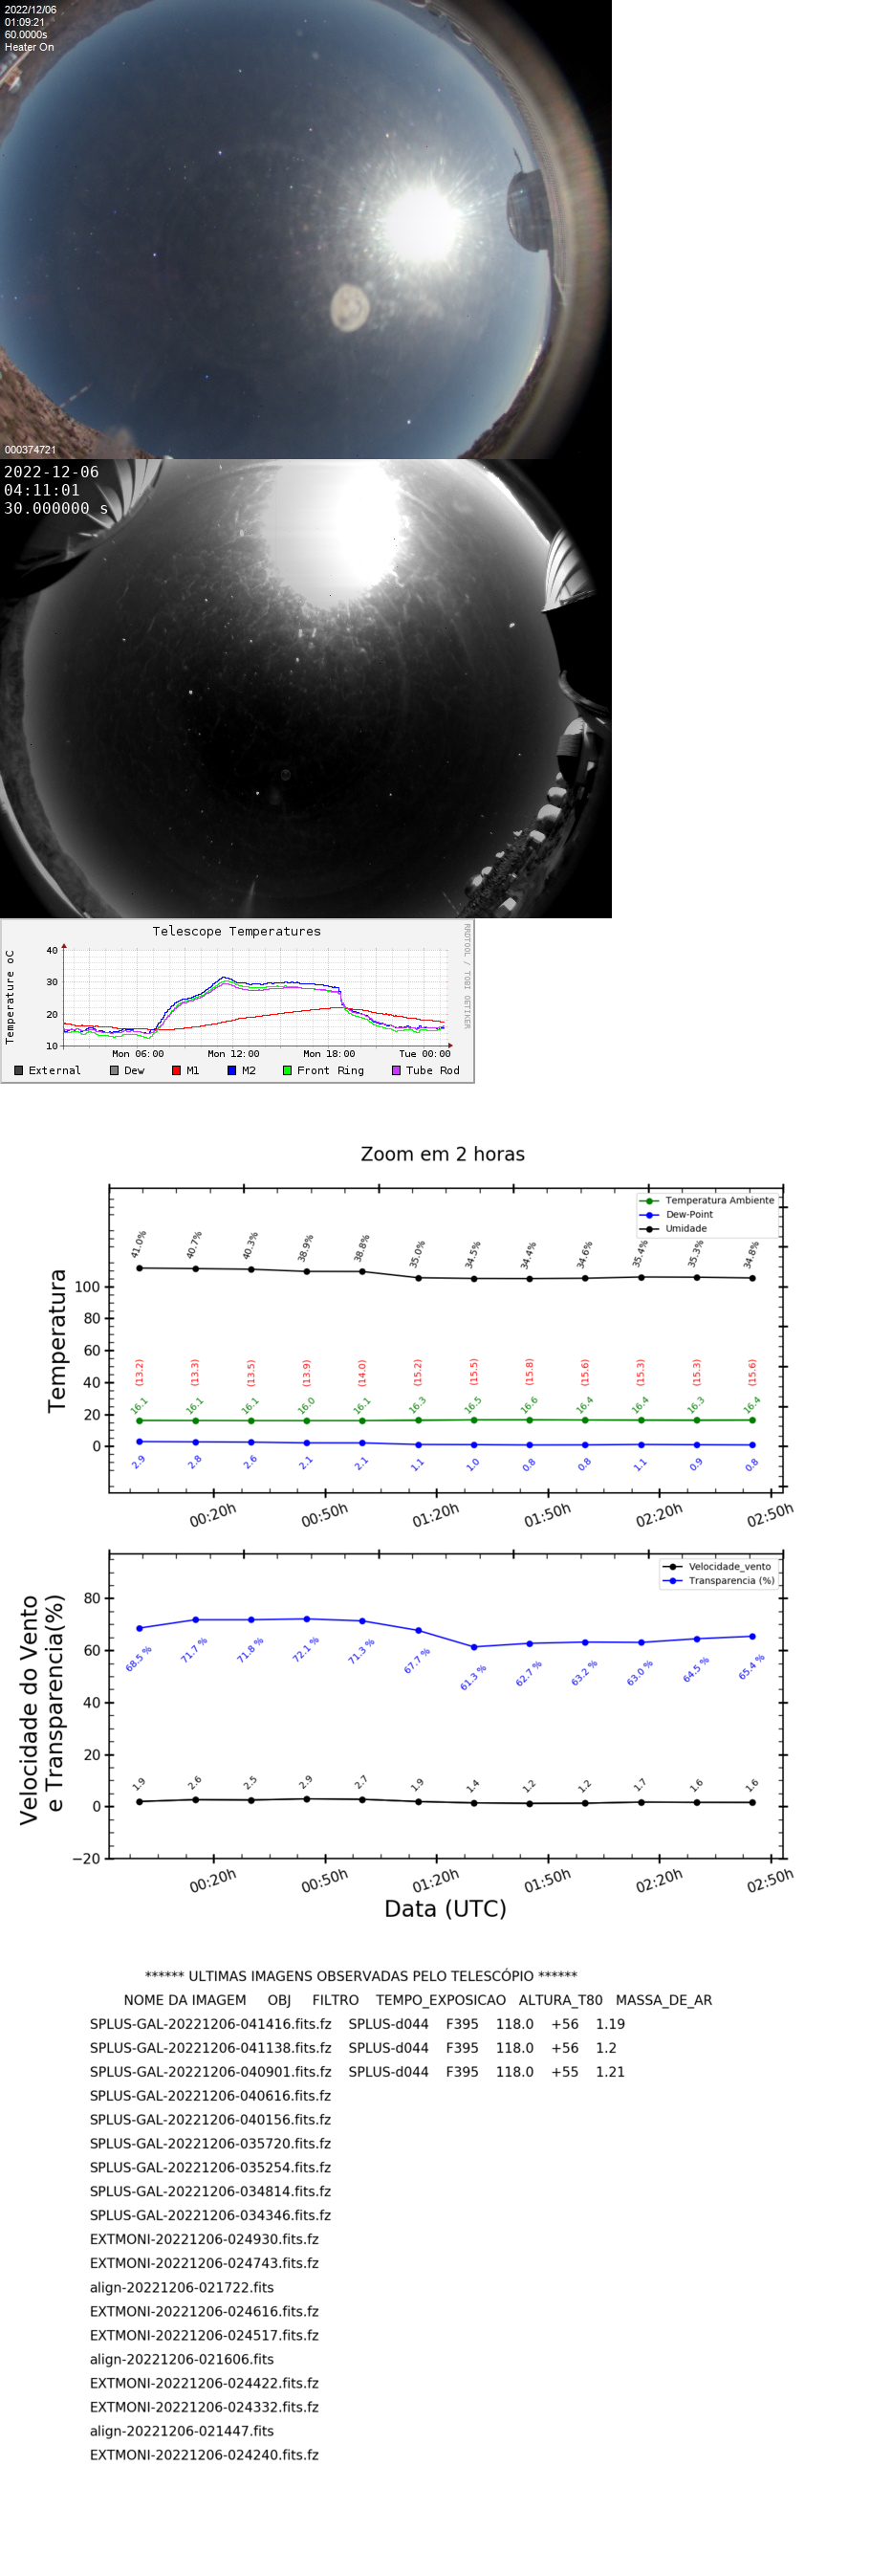 2022/12/06
01:09:21
60.0000s
Heater On
000374721
2022-12-06
04:11:01
30.000000 s
Telescope Temperatures
RRDTOOL / TOBI OETIKER
Temperature oC
40
30
20
10
Mon 06:00 Mon 12:00 Mon 18:00 Tue 00:00
External Dew M1 M2 Front Ring Tube Rod
Zoom em 2 horas
Temperatura Ambiente
Dew-Point
Umidade
41.0% 40.7% 40.3% 38.9% 38.8% 35.0% 34.5% 34.4% 34.6% 35.4% 35.3% 34.8%
Temperatura
100
80
60
40
20
0
(13.2) (13.3) (13.5) (13.9) (14.0) (15.2) (15.5) (15.8) (15.6) (15.3) (15.3) (15.6)
16.1 16.1 16.1 16.0 16.1 16.3 16.5 16.6 16.4 16.4 16.3 16.4
2.9 2.8 2.6 2.1 2.1 1.1 1.0 0.8 0.8 1.1 0.9 0.8
00:20h 00:50h 01:20h 01:50h 02:20h 02:50h
Velocidade_vento
Transparencia (%)
Velocidade do Vento
e Transparencia(%)
80
60
40
20
0
−20
68.5 % 71.7 % 71.8 % 72.1 % 71.3 % 67.7 % 61.3 % 62.7 % 63.2 % 63.0 % 64.5 % 65.4 %
1.9 2.6 2.5 2.9 2.7 1.9 1.4 1.2 1.2 1.7 1.6 1.6
00:20h 00:50h 01:20h 01:50h 02:20h 02:50h
Data (UTC)
****** ULTIMAS IMAGENS OBSERVADAS PELO TELESCÓPIO ******
NOME DA IMAGEM OBJ FILTRO TEMPO_EXPOSICAO ALTURA_T80 MASSA_DE_AR
SPLUS-GAL-20221206-041416.fits.fz SPLUS-d044 F395 118.0 +56 1.19
SPLUS-GAL-20221206-041138.fits.fz SPLUS-d044 F395 118.0 +56 1.2
SPLUS-GAL-20221206-040901.fits.fz SPLUS-d044 F395 118.0 +55 1.21
SPLUS-GAL-20221206-040616.fits.fz
SPLUS-GAL-20221206-040156.fits.fz
SPLUS-GAL-20221206-035720.fits.fz
SPLUS-GAL-20221206-035254.fits.fz
SPLUS-GAL-20221206-034814.fits.fz
SPLUS-GAL-20221206-034346.fits.fz
EXTMONI-20221206-024930.fits.fz
EXTMONI-20221206-024743.fits.fz
align-20221206-021722.fits
EXTMONI-20221206-024616.fits.fz
EXTMONI-20221206-024517.fits.fz
align-20221206-021606.fits
EXTMONI-20221206-024422.fits.fz
EXTMONI-20221206-024332.fits.fz
align-20221206-021447.fits
EXTMONI-20221206-024240.fits.fz